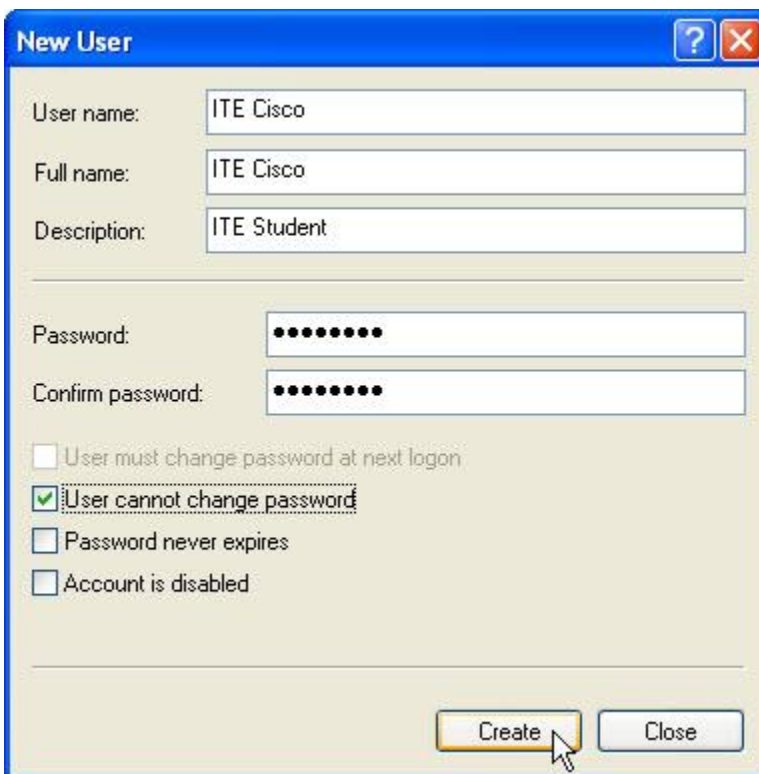 New User
User name: ITE Cisco
Full name: ITE Cisco
Description: ITE Student
Password: ●●●●●●●●
Confirm password: ●●●●●●●●
User must change password at next logon
User cannot change password
Password never expires
Account is disabled
Create Close